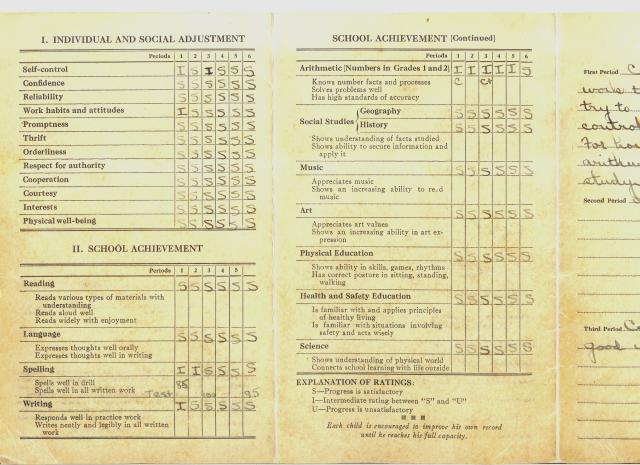 I. INDIVIDUAL AND SOCIAL ADJUSTMENT
Periods 1 2 3 4 5 6
Self-control I S I S S S
Confidence S S S S S S
Reliability S S S S S S
Work habits and attitudes I S S S S S
Promptness S S S S S S
Thrift S S S S S S
Orderliness S S S S S S
Respect for authority S S S S S S
Cooperation S S S S S S
Courtesy S S S S S S
Interests S S S S S S
Physical well-being S S S S S S
II. SCHOOL ACHIEVEMENT
Periods 1 2 3 4 5 6
Reading S S S S S S
Reads various types of materials with
understanding
Reads aloud well
Reads widely with enjoyment
Language S S S S S S
Expresses thoughts well orally
Expresses thoughts well in writing
Spelling I I S S S S
Spells well in drill 85
Spells well in all written work Test 100 95
Writing I S S S S S
Responds well in practice work
Writes neatly and legibly in all written
work
SCHOOL ACHIEVEMENT (Continued)
Periods 1 2 3 4 5 6
Arithmetic (Numbers in Grades 1 and 2) I I I I I S
Knows number facts and processes C
Solves problems well
Has high standards of accuracy
Social Studies
Geography S S S S S S
History S S S S S S
Shows understanding of facts studied
Shows ability to secure information and
apply it
Music S S S S S S
Appreciates music
Shows an increasing ability to read
music
Art S S S S S S
Appreciates art values
Shows an increasing ability in art ex-
pression
Physical Education S S S S S S
Shows ability in skills, games, rhythms
Has correct posture in sitting, standing,
walking
Health and Safety Education S S S S S S
Is familiar with and applies principles
of healthy living
Is familiar with situations involving
safety and acts wisely
Science S S S S S S
Shows understanding of physical world
Connects school learning with life outside
EXPLANATION OF RATINGS:
S—Progress is satisfactory
I—Intermediate rating between "S" and "U"
U—Progress is unsatisfactory
Each child is encouraged to improve his own record
until he reaches his full capacity.
First Period
work
try to
control
For
study
Second Period
Third Period
good